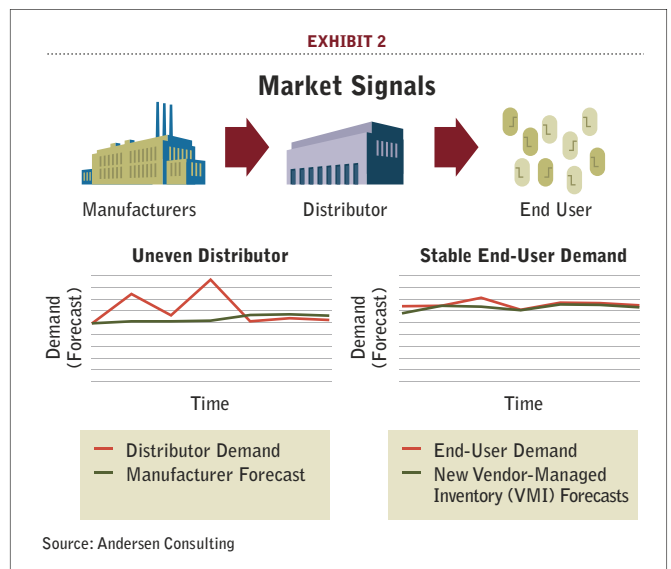 EXHIBIT 2
Market Signals
Manufacturers
Distributor
End User
Uneven Distributor
Demand
(Forecast)
Time
Distributor Demand
Manufacturer Forecast
Stable End-User Demand
Demand
(Forecast)
Time
End-User Demand
New Vendor-Managed
Inventory (VMI) Forecasts
Source: Andersen Consulting